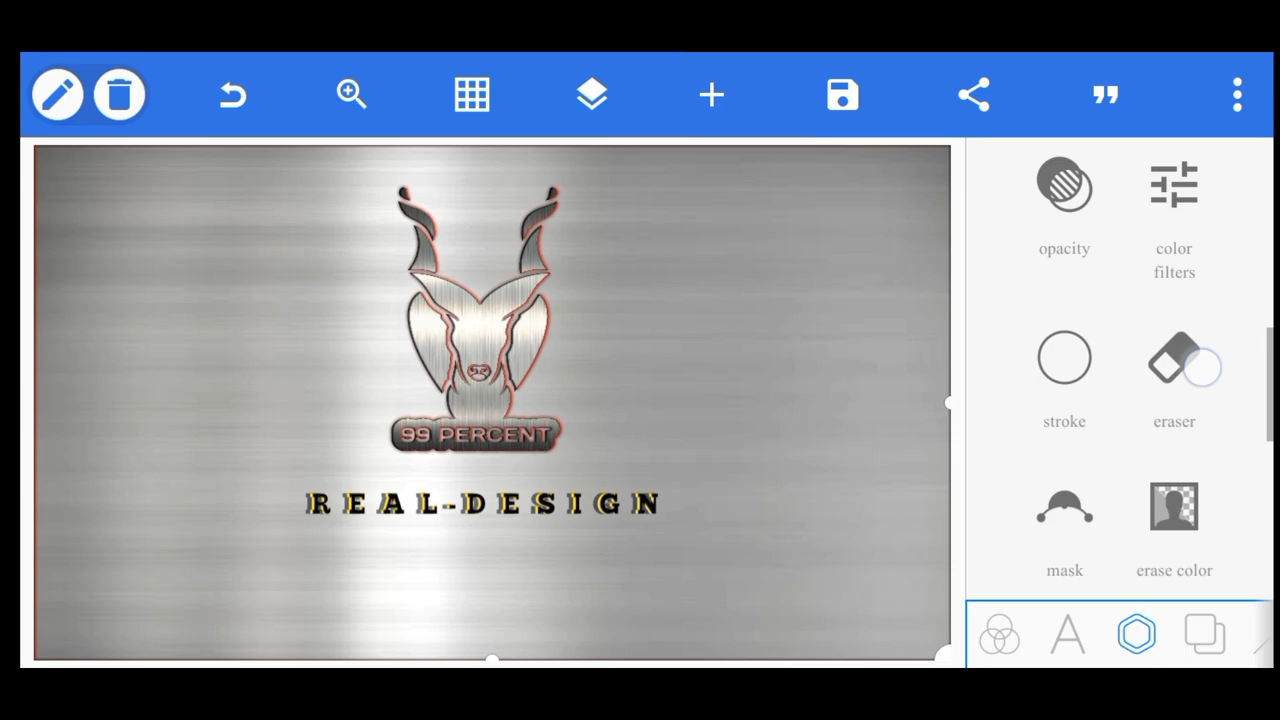 opacity
color
filters
stroke
eraser
mask
erase color
99 PERCENT
REAL-DESIGN